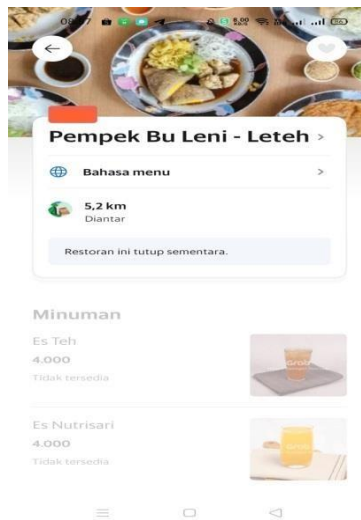 Pempek Bu Leni - Leteh
Bahasa menu
5,2 km
Diantar
Restoran ini tutup sementara.
Minuman
Es Teh
4.000
Tidak tersedia
Es Nutrisari
4.000
Tidak tersedia